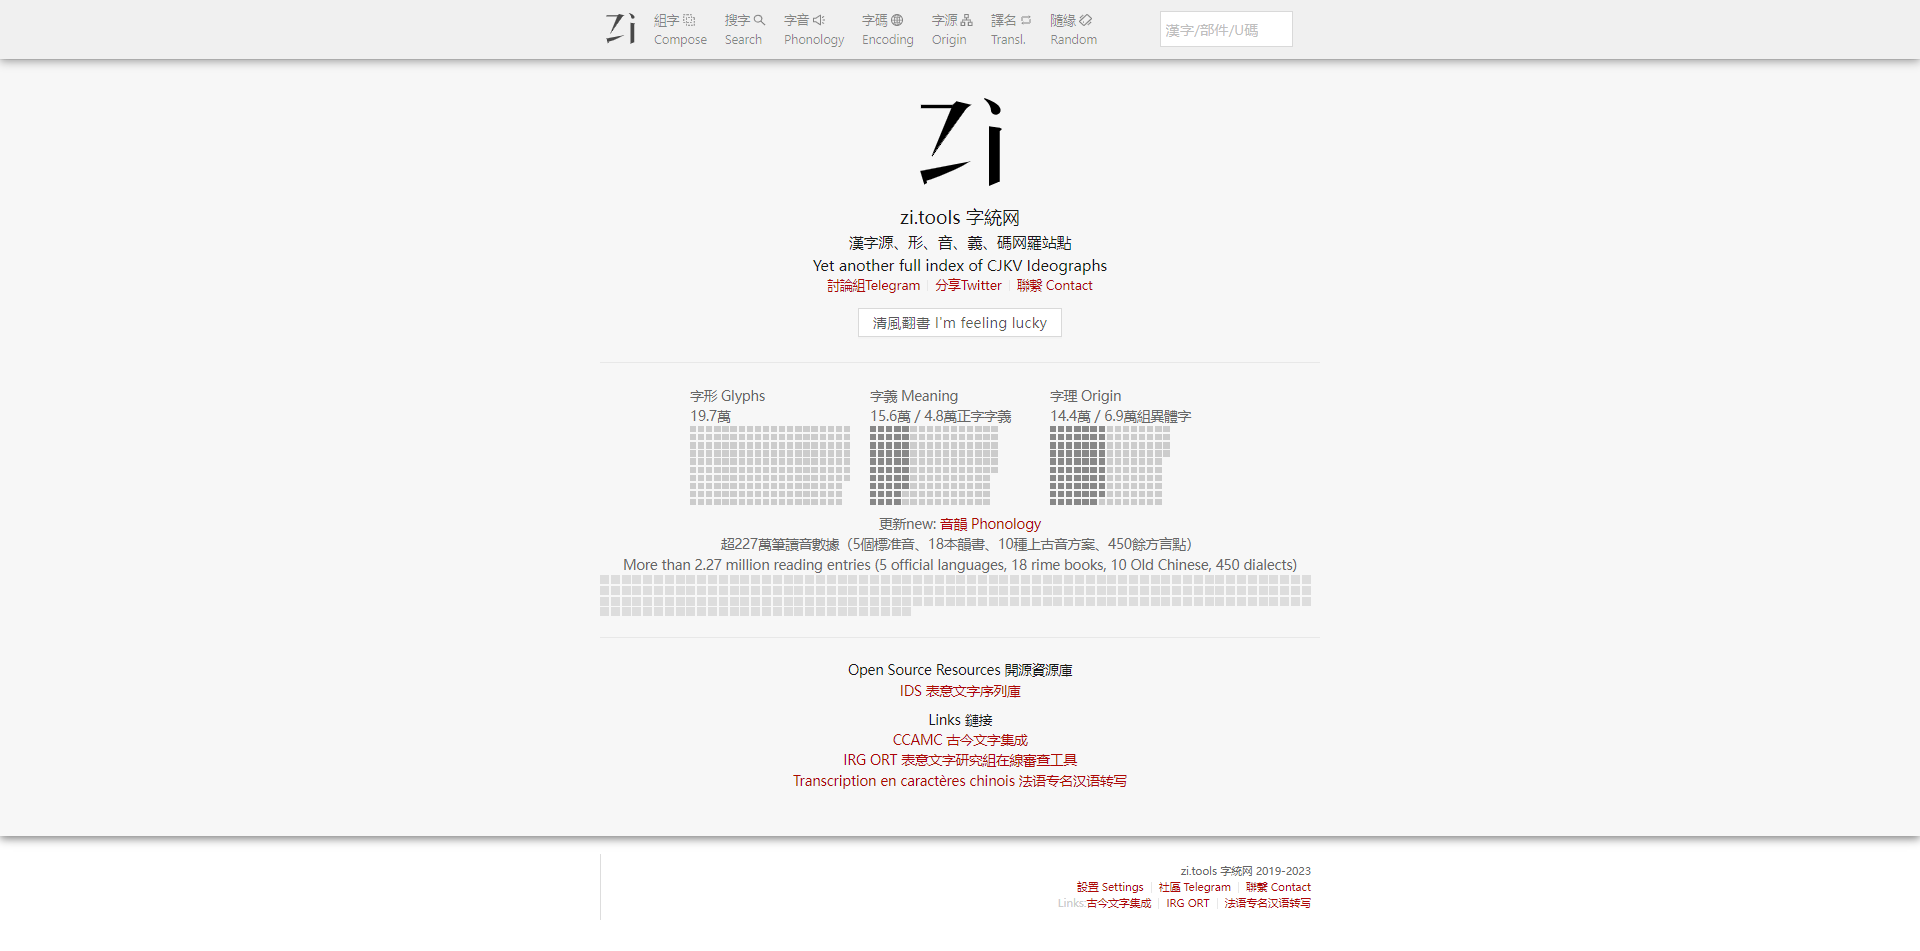 Zi
組字
Compose
搜字
Search
字音
Phonology
字碼
Encoding
字源
Origin
譯名
Transl.
隨緣
Random
漢字/部件/U碼
Zi
zi.tools 字統网
漢字源、形、音、義、碼网羅站點
Yet another full index of CJKV Ideographs
討論組Telegram | 分享Twitter | 聯繫 Contact
清風翻書 I'm feeling lucky
字形 Glyphs
19.7萬
字義 Meaning
15.6萬 / 4.8萬正字字義
字理 Origin
14.4萬 / 6.9萬組異體字
更新new: 音韻 Phonology
超227萬筆讀音數據（5個標准音、18本韻書、10種上古音方案、450餘方言點）
More than 2.27 million reading entries (5 official languages, 18 rime books, 10 Old Chinese, 450 dialects)
Open Source Resources 開源資源庫
IDS 表意文字序列庫
Links 鏈接
CCAMC 古今文字集成
IRG ORT 表意文字研究組在線審查工具
Transcription en caractères chinois 法语专名汉语转写
zi.tools 字統网 2019-2023
設置 Settings | 社區 Telegram | 聯繫 Contact
Links:古今文字集成 | IRG ORT | 法语专名汉语转写